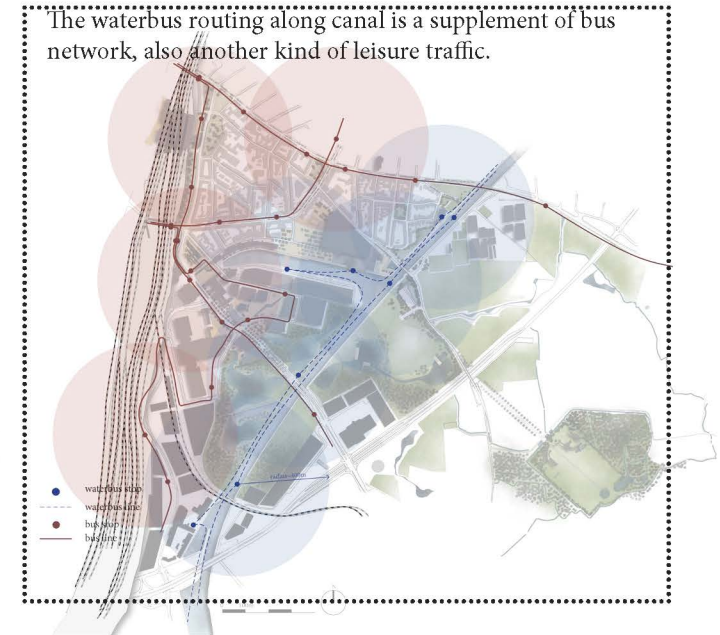 The waterbus routing along canal is a supplement of bus
network, also another kind of leisure traffic.
waterbus stop
waterbus line
bus stop
bus line